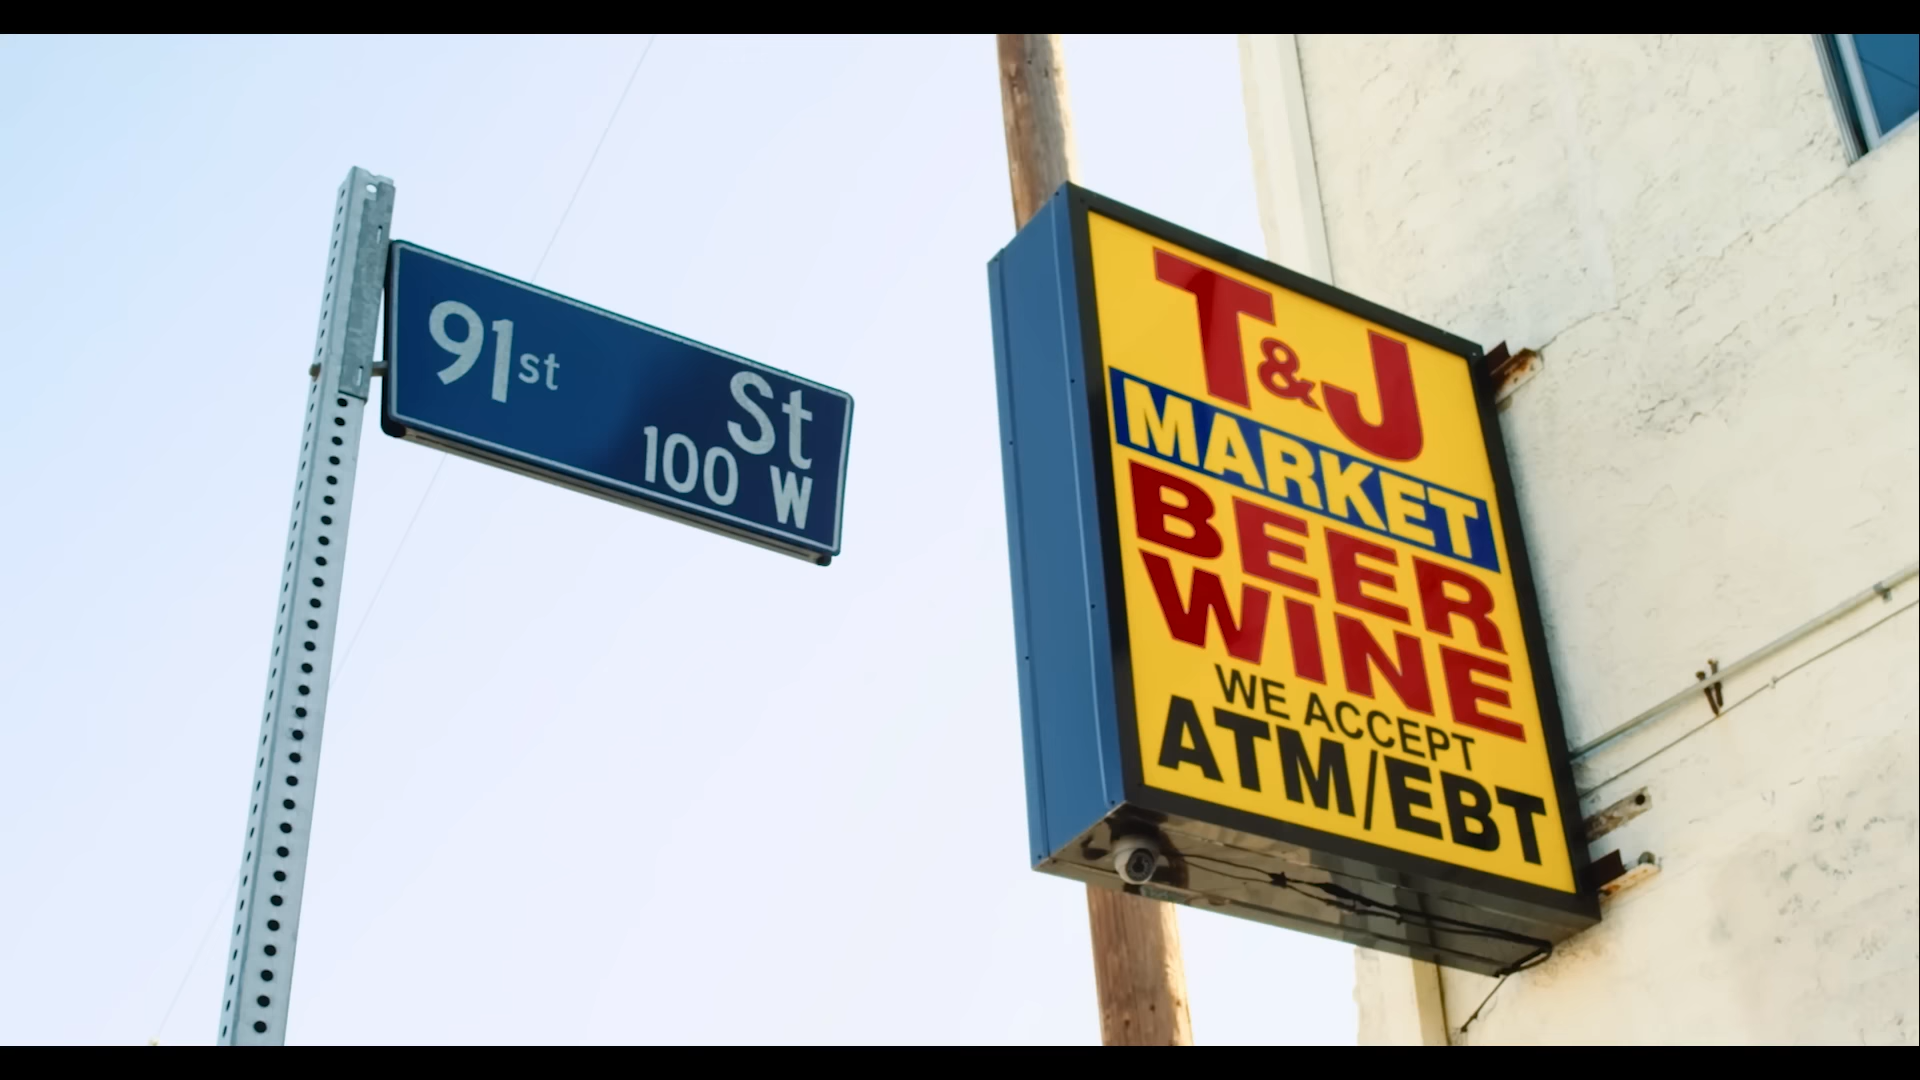 91st
St
100 W
T&J
MARKET
BEER
WINE
WE ACCEPT
ATM/EBT